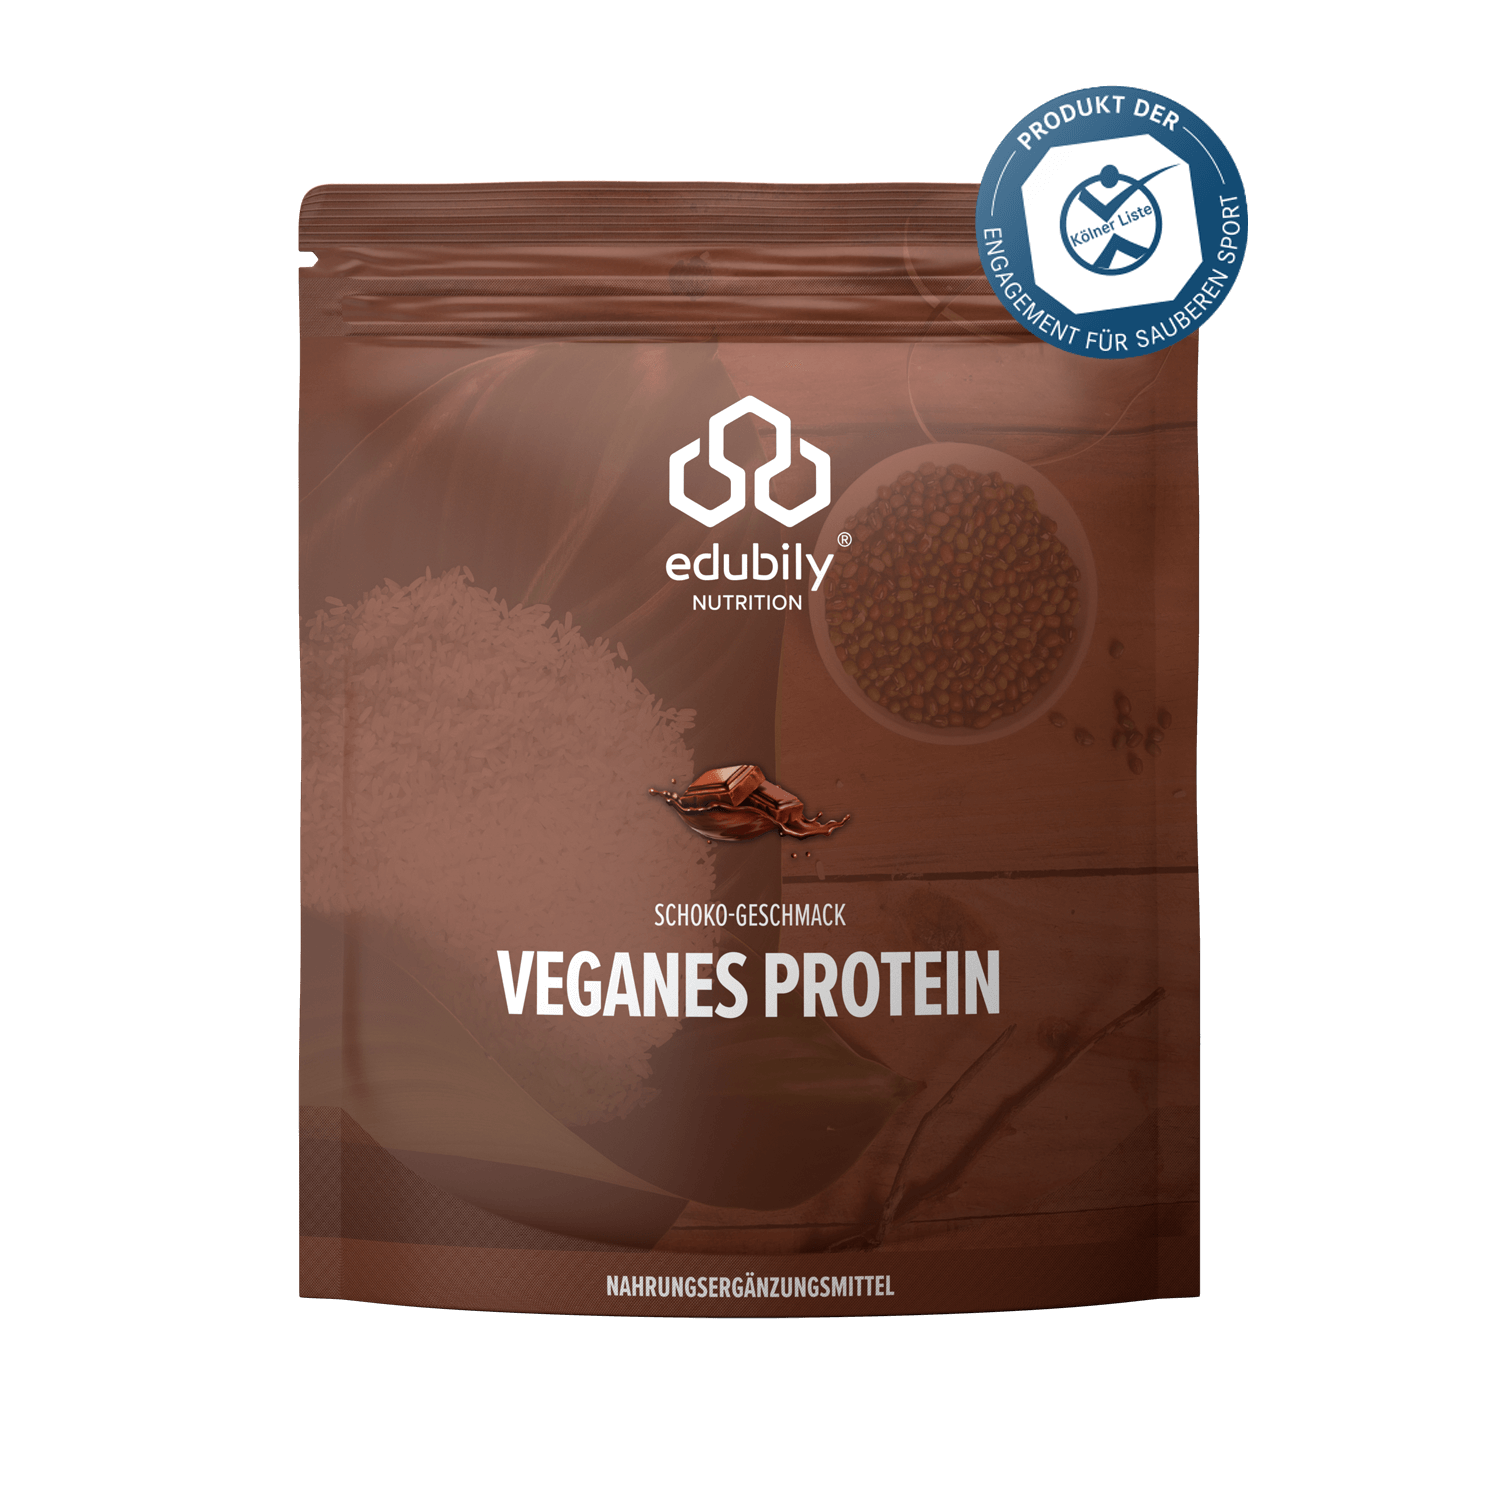 PRODUKT DER
Kölner Liste
ENGAGEMENT FÜR SAUBEREN SPORT
edubily®
NUTRITION
SCHOKO-GESCHMACK
VEGANES PROTEIN
NAHRUNGSERGÄNZUNGSMITTEL